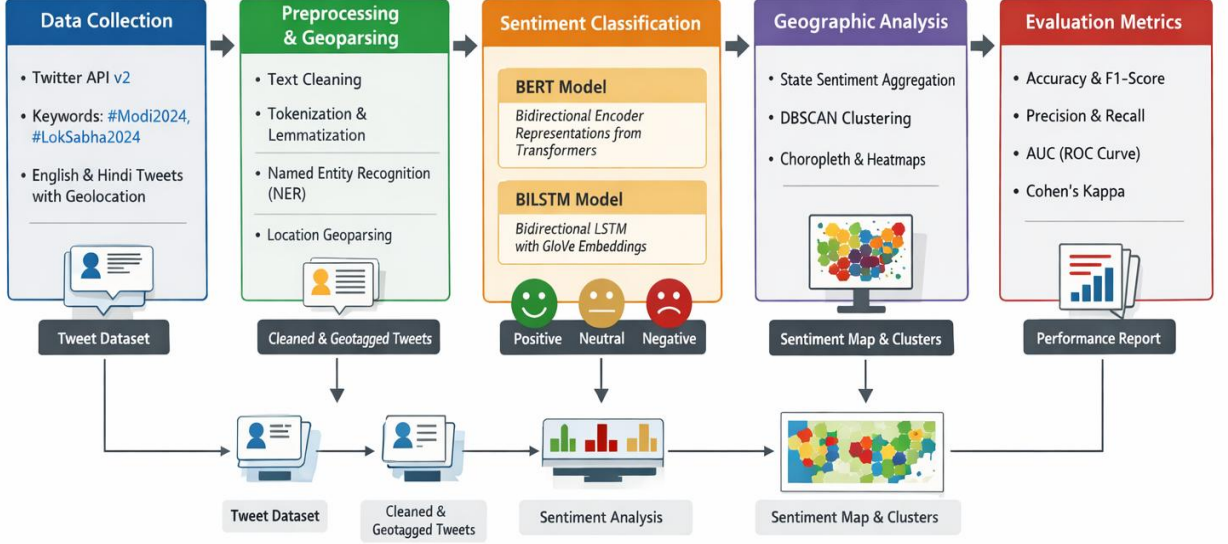 Data Collection
• Twitter API v2
• Keywords: #Modi2024,
#LokSabha2024
• English & Hindi Tweets
with Geolocation
Tweet Dataset
Preprocessing
& Geoparsing
• Text Cleaning
• Tokenization &
Lemmatization
• Named Entity Recognition
(NER)
• Location Geoparsing
Cleaned & Geotagged Tweets
Sentiment Classification
BERT Model
Bidirectional Encoder
Representations from
Transformers
BILSTM Model
Bidirectional LSTM
with GloVe Embeddings
Positive Neutral Negative
Geographic Analysis
• State Sentiment Aggregation
• DBSCAN Clustering
• Choropleth & Heatmaps
Sentiment Map & Clusters
Evaluation Metrics
• Accuracy & F1-Score
• Precision & Recall
• AUC (ROC Curve)
• Cohen's Kappa
Performance Report
Tweet Dataset
Cleaned &
Geotagged Tweets
Sentiment Analysis
Sentiment Map & Clusters